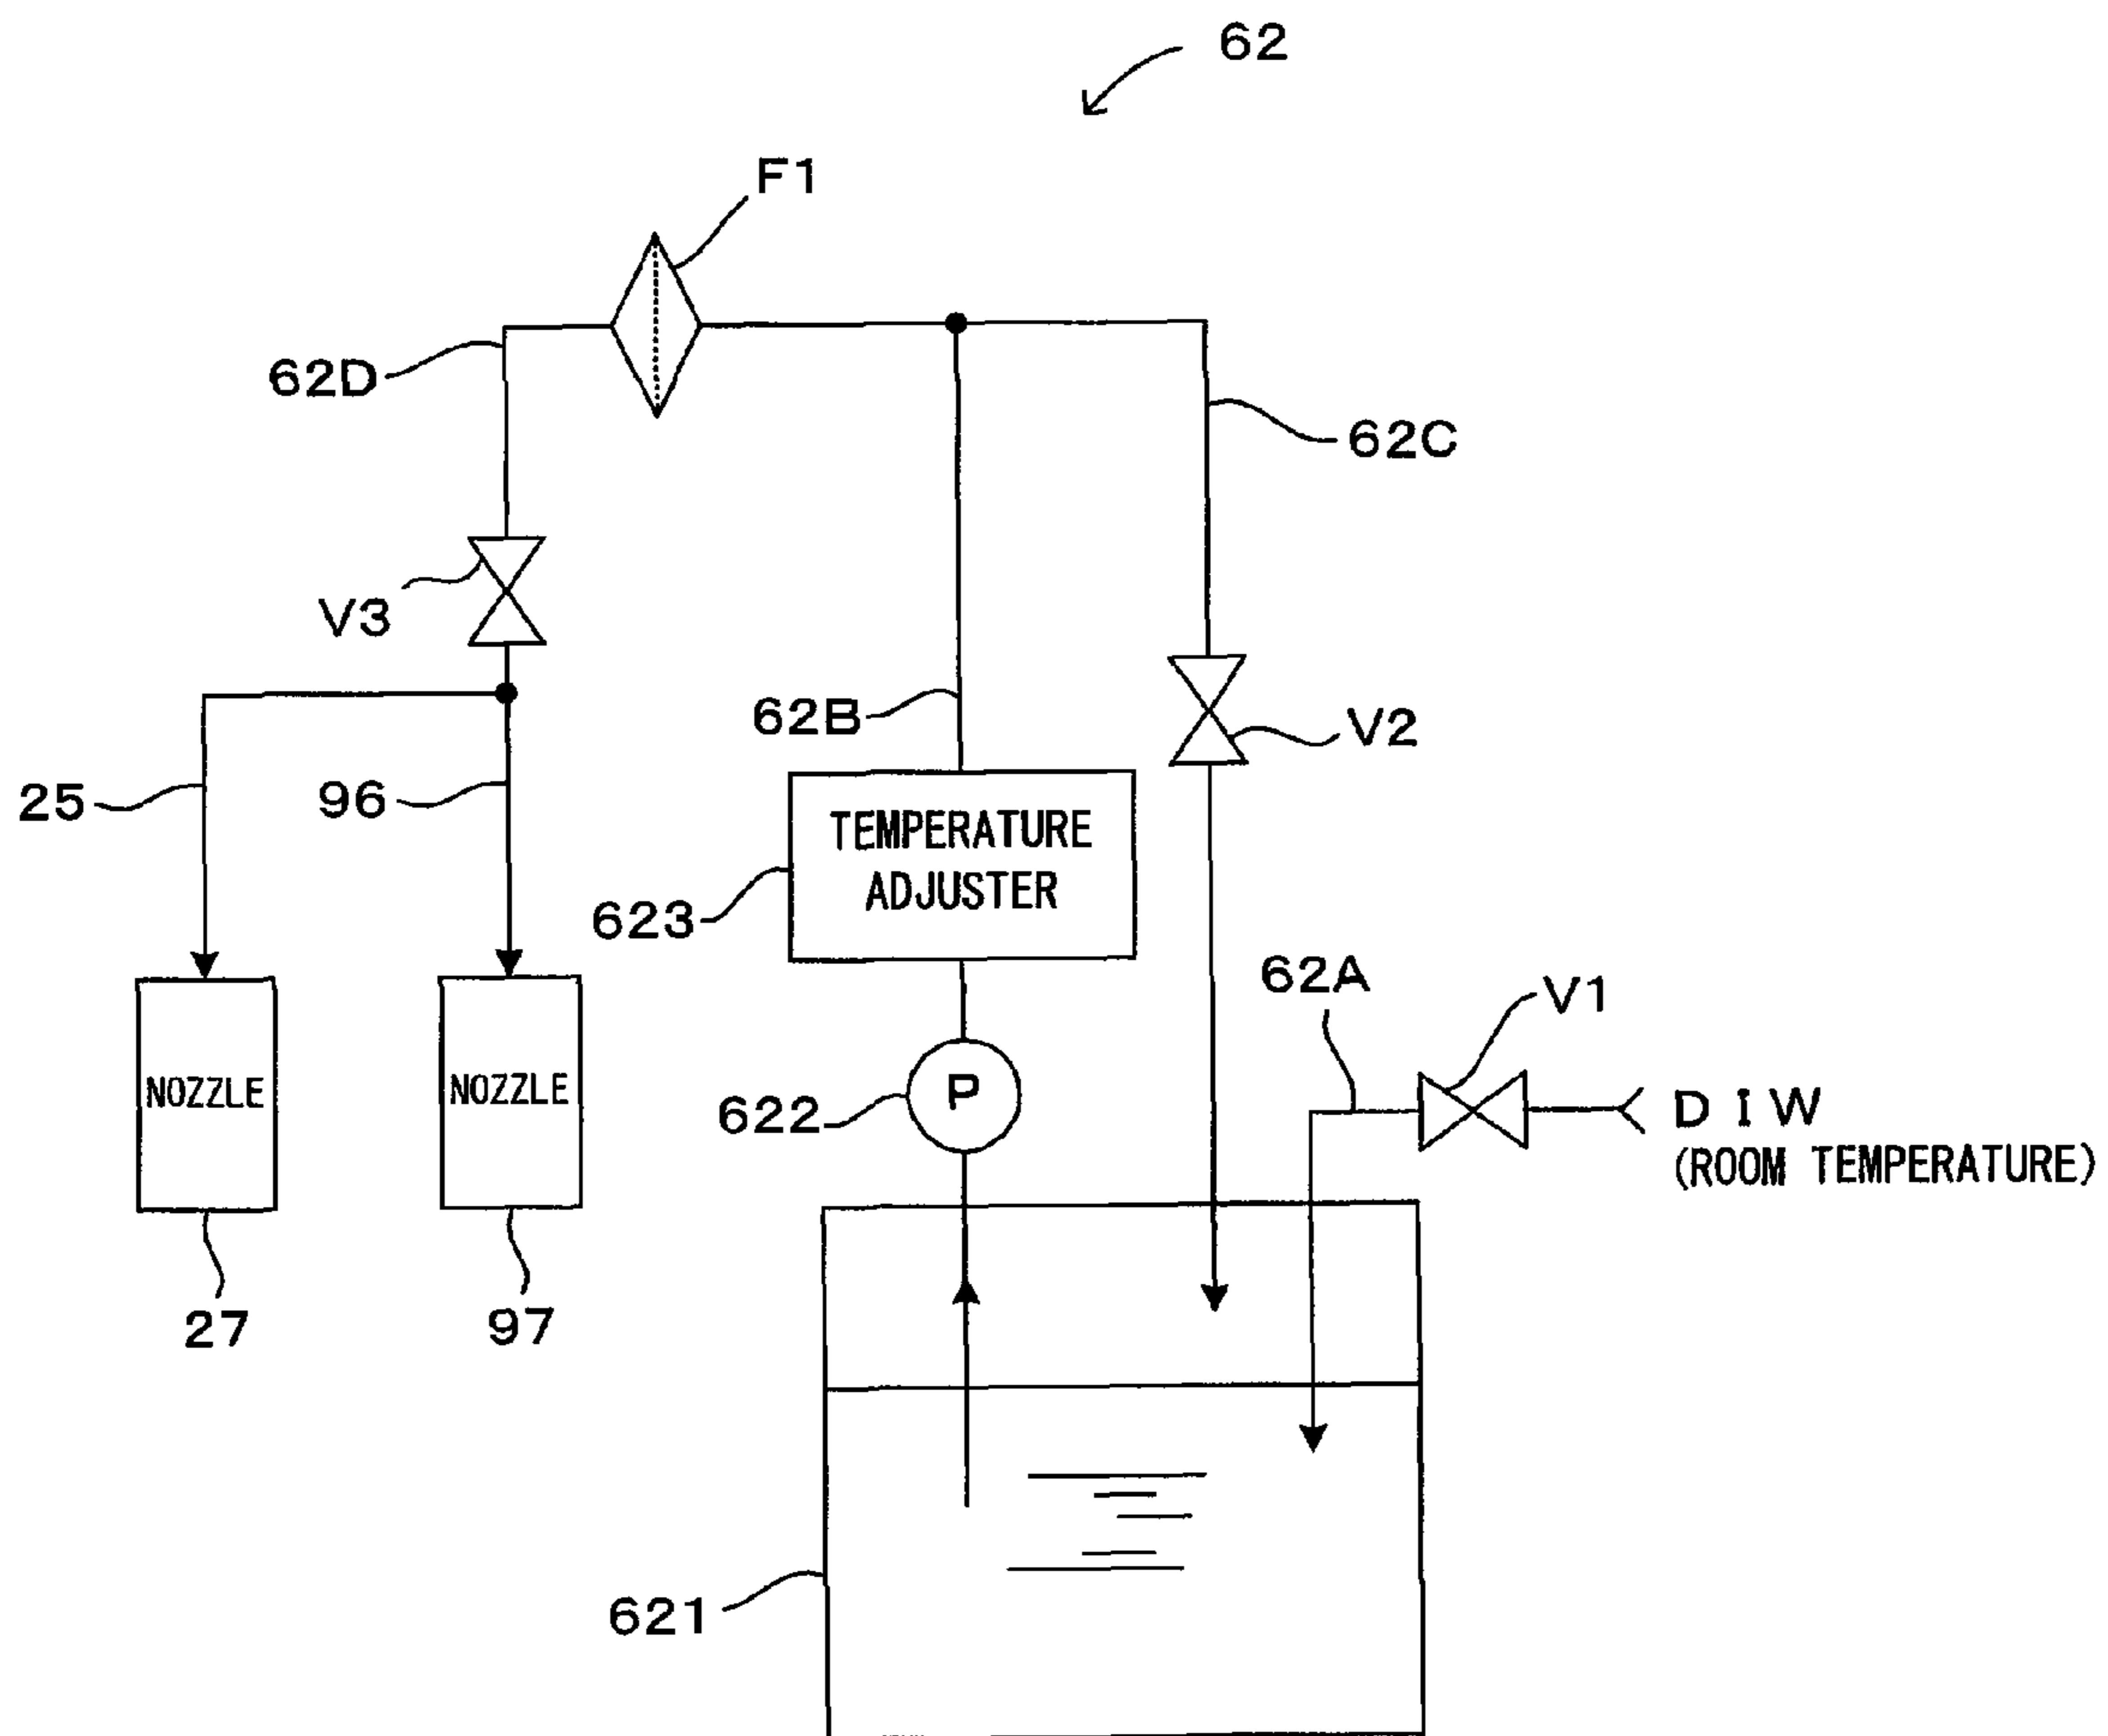 62
F1
62D
62C
V3
62B
V2
25
96
TEMPERATURE
ADJUSTER
623
62A
V1
NOZZLE
NOZZLE
P
622
DIW
(ROOM TEMPERATURE)
27
97
621